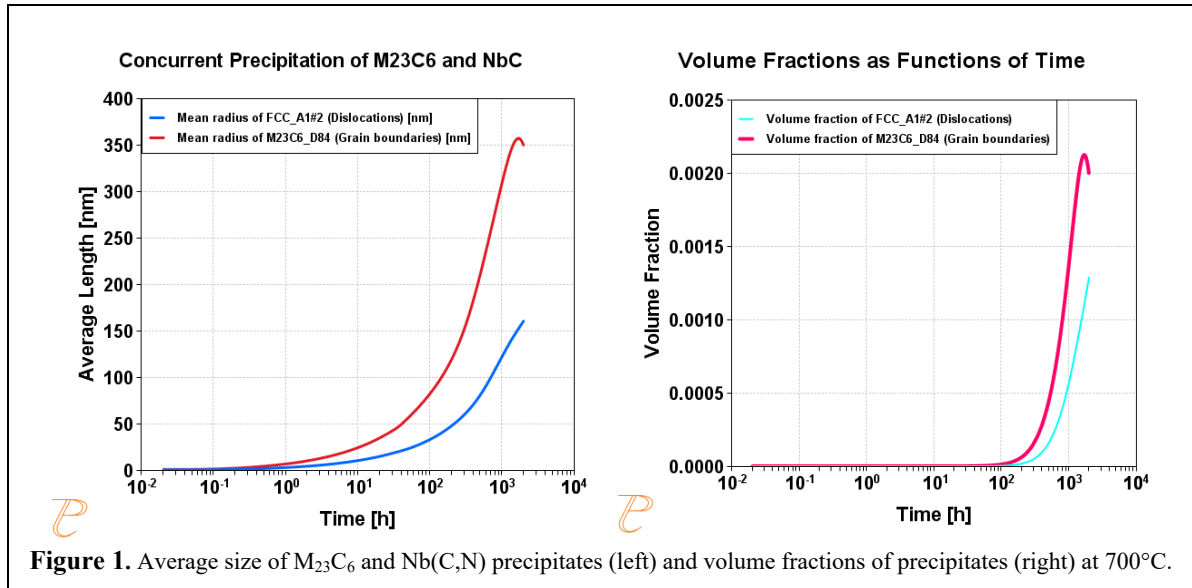 Concurrent Precipitation of M23C6 and NbC
400
350
300
250
200
150
100
50
0
Average Length [nm]
Mean radius of FCC_A1#2 (Dislocations) [nm]
Mean radius of M23C6_D84 (Grain boundaries) [nm]
10-2 10-1 100 101 102 103 104
Time [h]
Volume Fractions as Functions of Time
0.0025
0.0020
0.0015
0.0010
0.0005
0.0000
Volume Fraction
Volume fraction of FCC_A1#2 (Dislocations)
Volume fraction of M23C6_D84 (Grain boundaries)
10-2 10-1 100 101 102 103 104
Time [h]
Figure 1. Average size of M23C6 and Nb(C,N) precipitates (left) and volume fractions of precipitates (right) at 700°C.